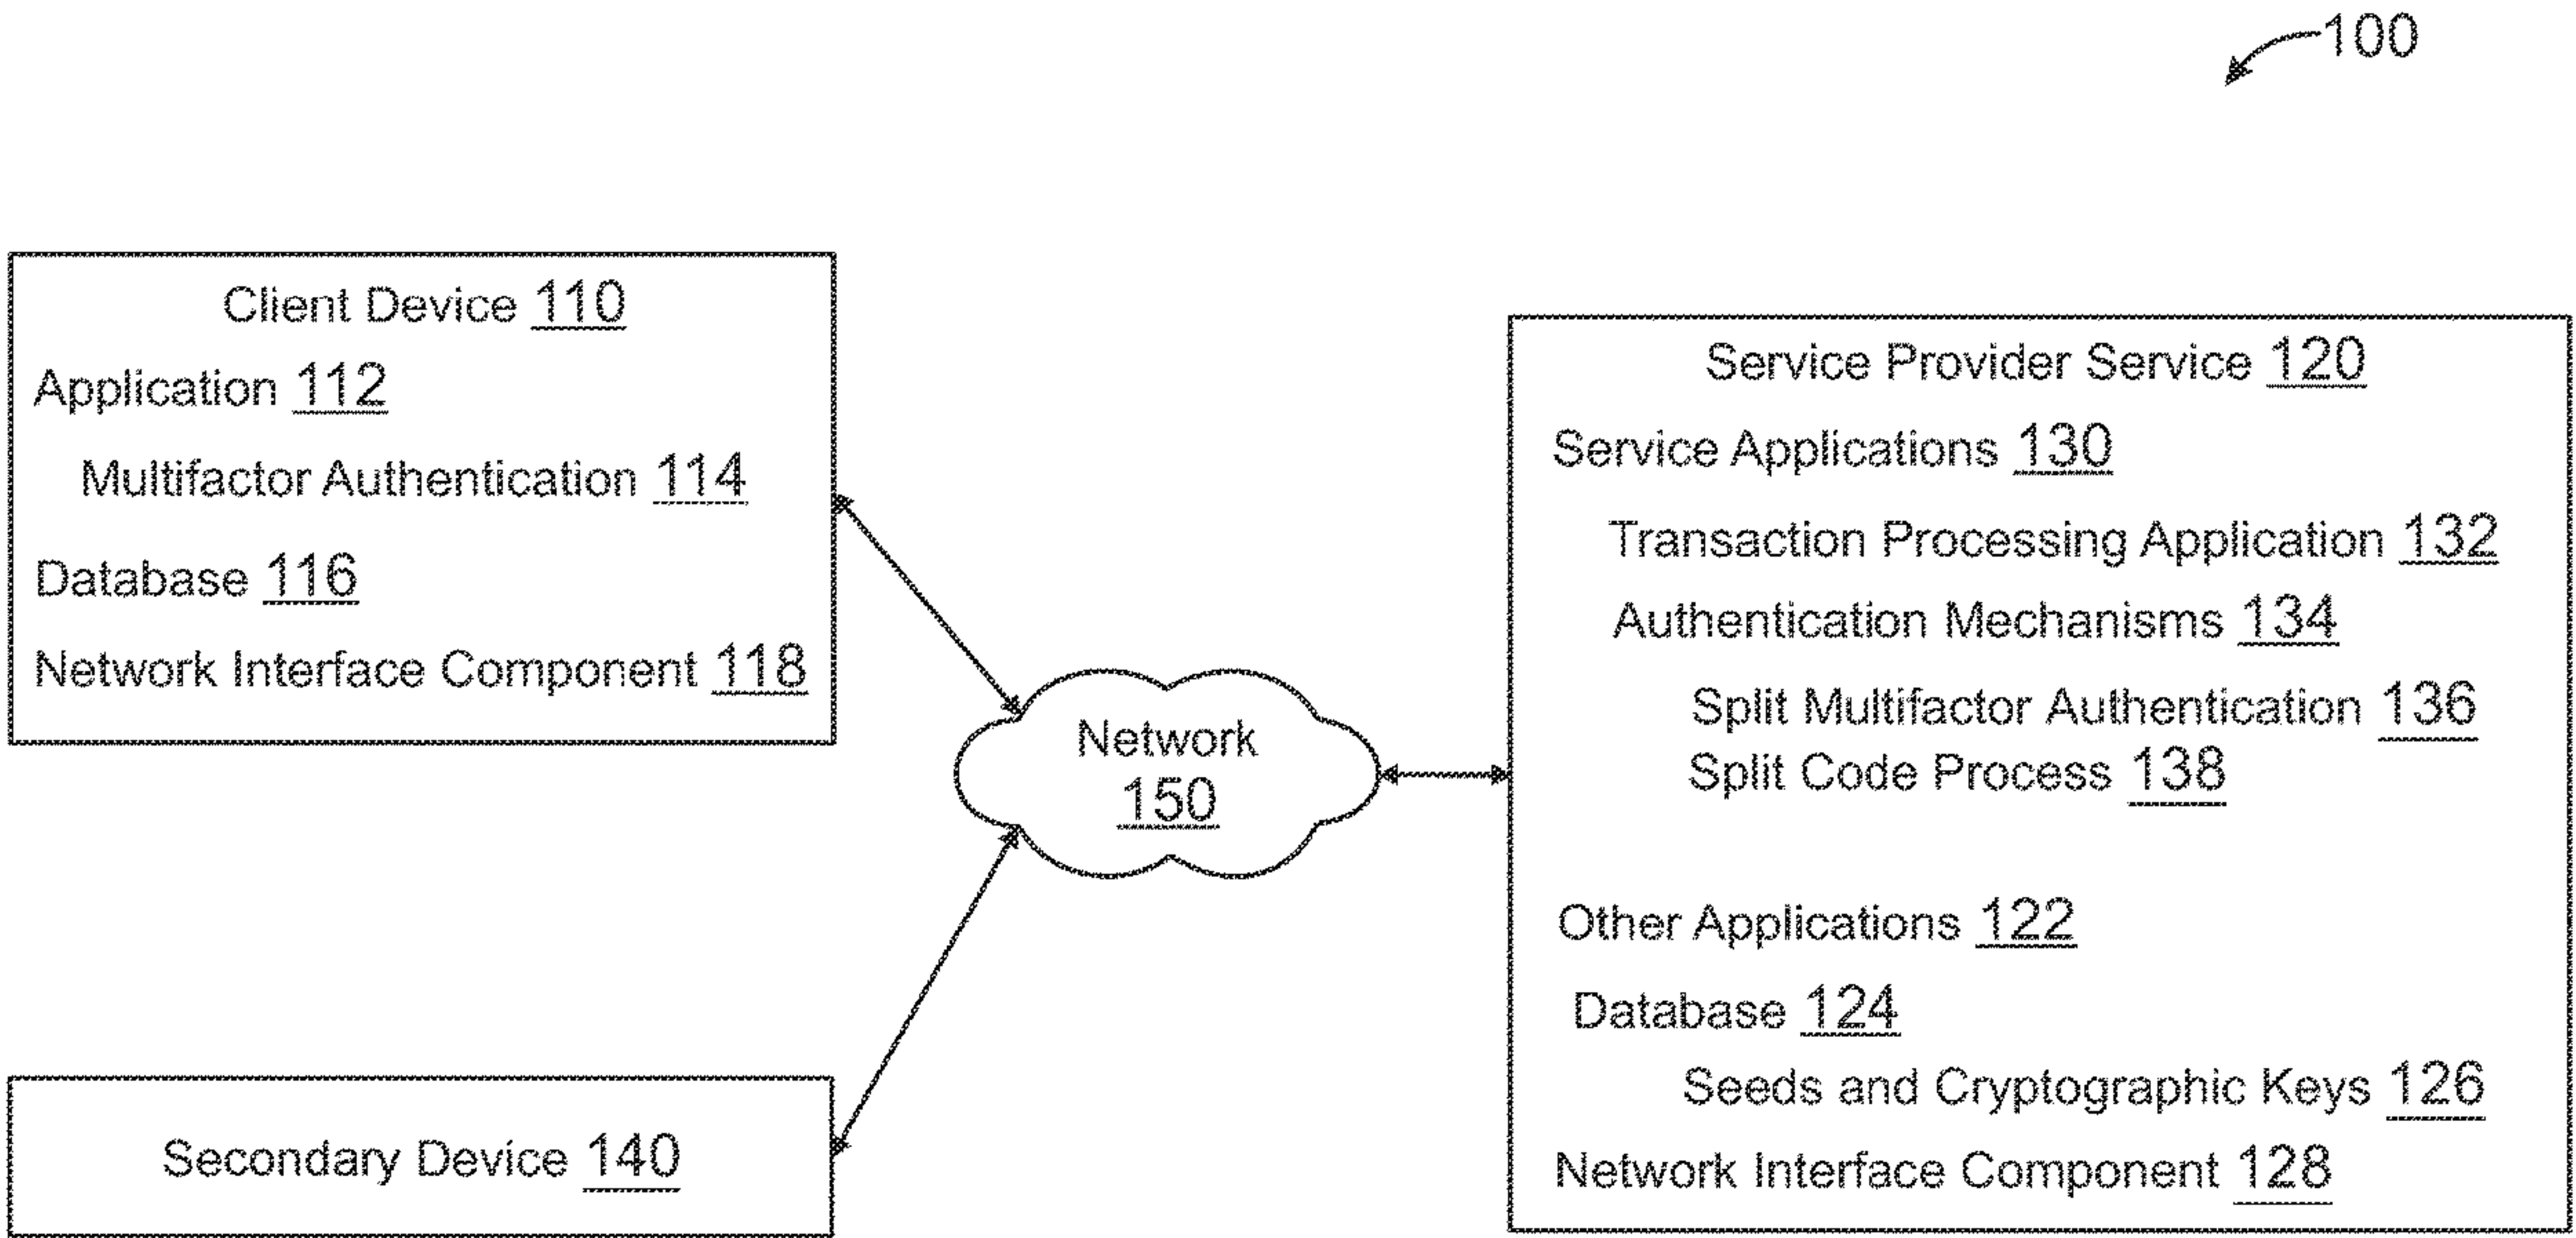 100
Client Device 110
Application 112
Multifactor Authentication 114
Database 116
Network Interface Component 118
Service Provider Service 120
Service Applications 130
Transaction Processing Application 132
Authentication Mechanisms 134
Split Multifactor Authentication 136
Split Code Process 138
Other Applications 122
Database 124
Seeds and Cryptographic Keys 126
Network Interface Component 128
Network
150
Secondary Device 140